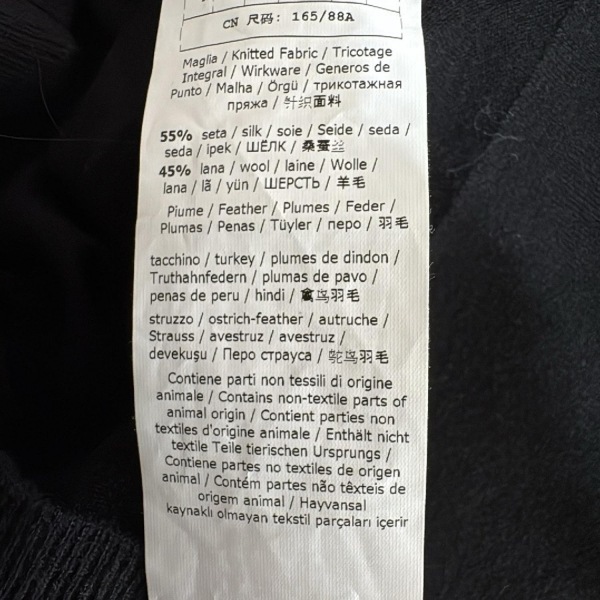 CN 尺码: 165/88A
Maglia / Knitted Fabric / Tricotage
Integral / Wirkware / Generos de
Punto / Malha / Örgü / трикотажная
пряжа / 针织面料
55% seta / silk / soie / Seide / seda /
seda / ipek / ШЁЛК / 桑蚕丝
45% lana / wool / laine / Wolle /
lana / lã / yün / ШЕРСТЬ / 羊毛
Piume / Feather / Plumes / Feder /
Plumas / Penas / Tüyler / перо / 羽毛
tacchino / turkey / plumes de dindon /
Truthahnfedern / plumas de pavo /
penas de peru / hindi / 禽鸟羽毛
struzzo / ostrich-feather / autruche /
Strauss / avestruz / avestruz /
devekuşu / Перо страуса / 鸵鸟羽毛
Contiene parti non tessili di origine
animale / Contains non-textile parts of
animal origin / Contient parties non
textiles d'origine animale / Enthält nicht
textile Teile tierischen Ursprungs /
Contiene partes no textiles de origen
animal / Contém partes não têxteis de
origem animal / Hayvansal
kaynaklı olmayan tekstil parçaları içerir